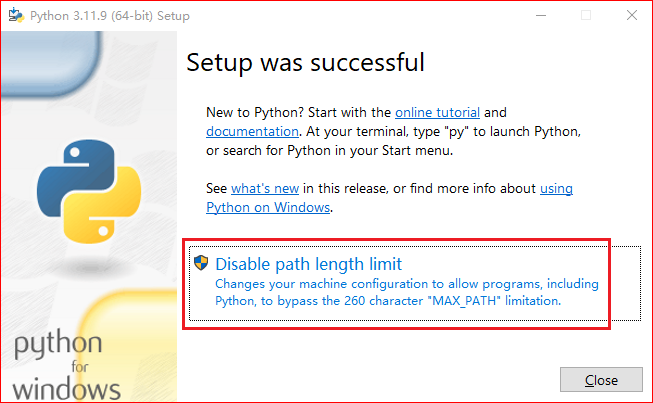 Python 3.11.9 (64-bit) Setup
Setup was successful
New to Python? Start with the online tutorial and
documentation. At your terminal, type "py" to launch Python,
or search for Python in your Start menu.
See what's new in this release, or find more info about using
Python on Windows.
Disable path length limit
Changes your machine configuration to allow programs, including
Python, to bypass the 260 character "MAX_PATH" limitation.
python
for
windows
Close